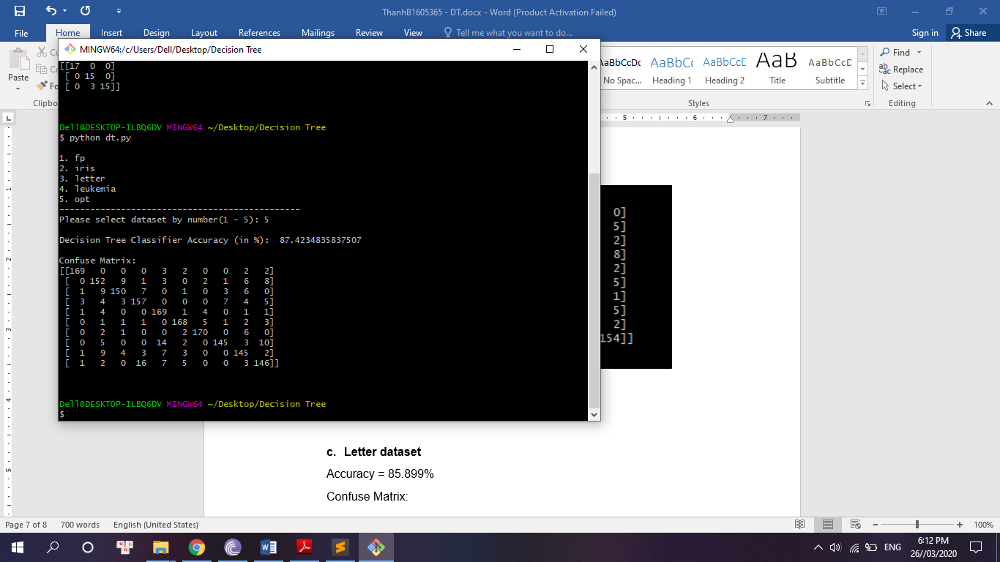 ThanhB1605365 - DT.docx - Word (Product Activation Failed)
File Home Insert Design Layout References Mailings Review View Tell me what you want to do... Sign in Share
MINGW64:/c/Users/Dell/Desktop/Decision Tree
Paste
Clipbo
No Spac... Heading 1 Heading 2 Title Subtitle
AaBbCcDc AaBbC AaBbCcD AaB AaBbCcD
Styles
Find
Replace
Select
Editing
[[17 0 0]
[ 0 15 0]
[ 0 3 15]]
Dell@DESKTOP-ILBQ6DV MINGW64 ~/Desktop/Decision Tree
$ python dt.py
1. fp
2. iris
3. letter
4. leukemia
5. opt
-----------------------------------------------
Please select dataset by number(1 - 5): 5
Decision Tree Classifier Accuracy (in %): 87.4234835837507
Confuse Matrix:
[[169 0 0 0 3 2 0 0 2 2]
[ 0 152 9 1 3 0 2 1 6 8]
[ 1 9 150 7 0 1 0 3 6 0]
[ 3 4 3 157 0 0 0 7 4 5]
[ 1 4 0 0 169 1 4 0 1 1]
[ 0 1 1 1 0 168 5 1 2 3]
[ 0 2 1 0 0 2 170 0 6 0]
[ 0 5 0 0 14 2 0 145 3 10]
[ 1 9 4 3 7 3 0 0 145 2]
[ 1 2 0 16 7 5 0 0 3 146]]
Dell@DESKTOP-ILBQ6DV MINGW64 ~/Desktop/Decision Tree
$
5 6 7
1
2
3
4
5
0]
5]
2]
8]
2]
5]
1]
5]
2]
154]]
c. Letter dataset
Accuracy = 85.899%
Confuse Matrix:
Page 7 of 8 700 words English (United States) 100%
ENG
6:12 PM
26//03/2020